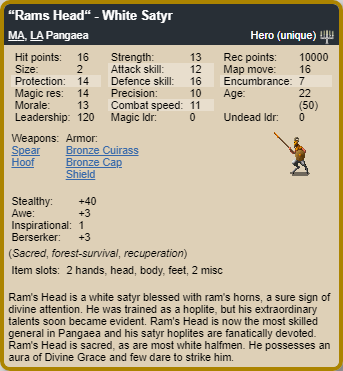 “Rams Head“ - White Satyr
MA, LA Pangaea Hero (unique)
Hit points: 16 Strength: 13 Rec points: 10000
Size: 2 Attack skill: 12 Map move: 16
Protection: 14 Defence skill: 16 Encumbrance: 7
Magic res: 14 Precision: 10 Age: 22
Morale: 13 Combat speed: 11 (50)
Leadership: 120 Magic ldr: 0 Undead ldr: 0
Weapons: Armor:
Spear Bronze Cuirass
Hoof Bronze Cap
Shield
Stealthy: +40
Awe: +3
Inspirational: 1
Berserker: +3
(Sacred, forest-survival, recuperation)
Item slots: 2 hands, head, body, feet, 2 misc
Ram's Head is a white satyr blessed with ram's horns, a sure sign of
divine attention. He was trained as a hoplite, but his extraordinary
talents soon became evident. Ram's Head is now the most skilled
general in Pangaea and his satyr hoplites are fanatically devoted.
Ram's Head is sacred, as are most white halfmen. He possesses an
aura of Divine Grace and few dare to strike him.